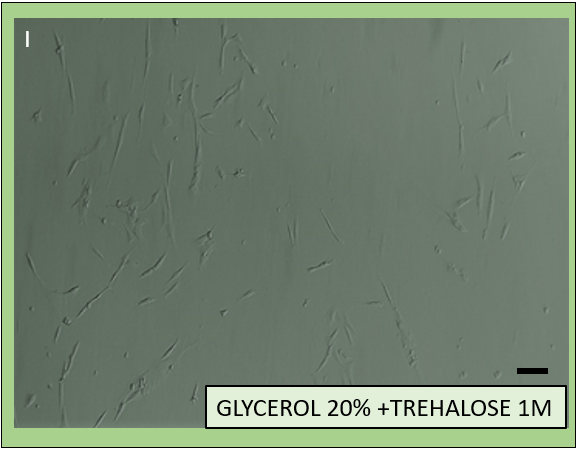 I
GLYCEROL 20% +TREHALOSE 1M